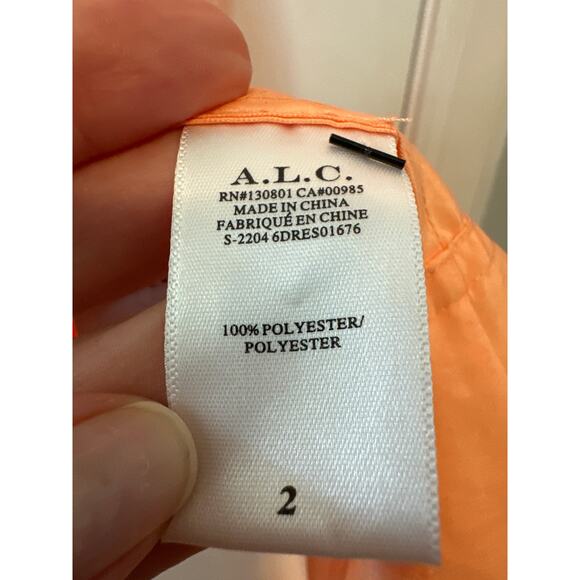 A.L.C.
RN#130801 CA#00985
MADE IN CHINA
FABRIQUÉ EN CHINE
S-2204 6DRES01676
100% POLYESTER/
POLYESTER
2